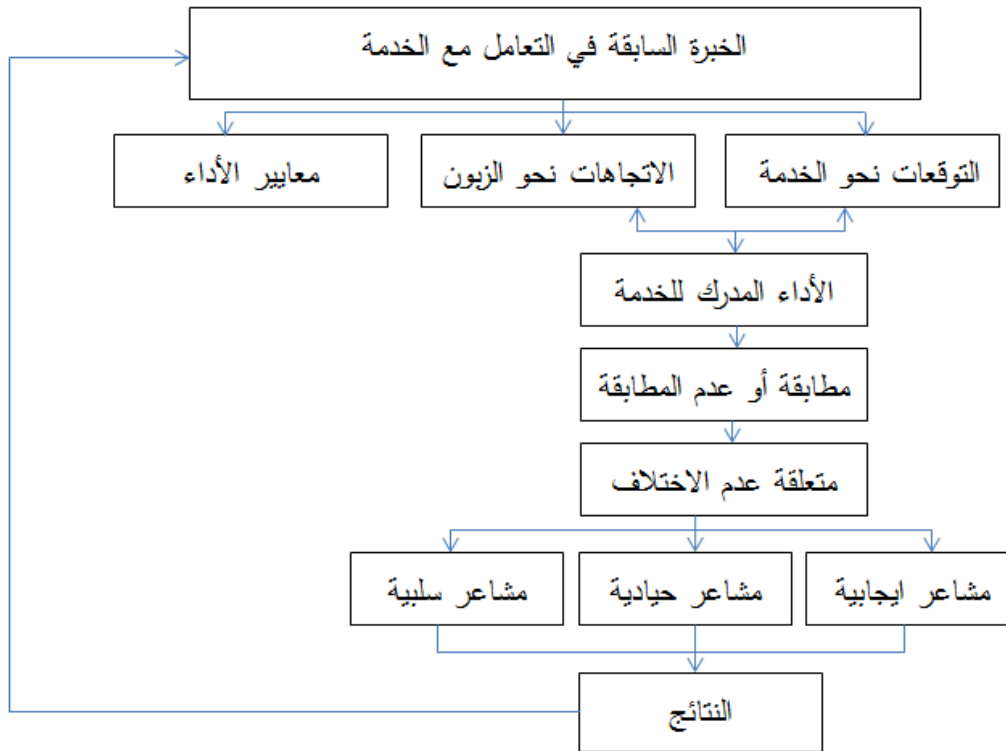 الخبرة السابقة في التعامل مع الخدمة
التوقعات نحو الخدمة
الاتجاهات نحو الزبون
معايير الأداء
الأداء المدرك للخدمة
مطابقة أو عدم المطابقة
متعلقة عدم الاختلاف
مشاعر ايجابية
مشاعر حيادية
مشاعر سلبية
النتائج